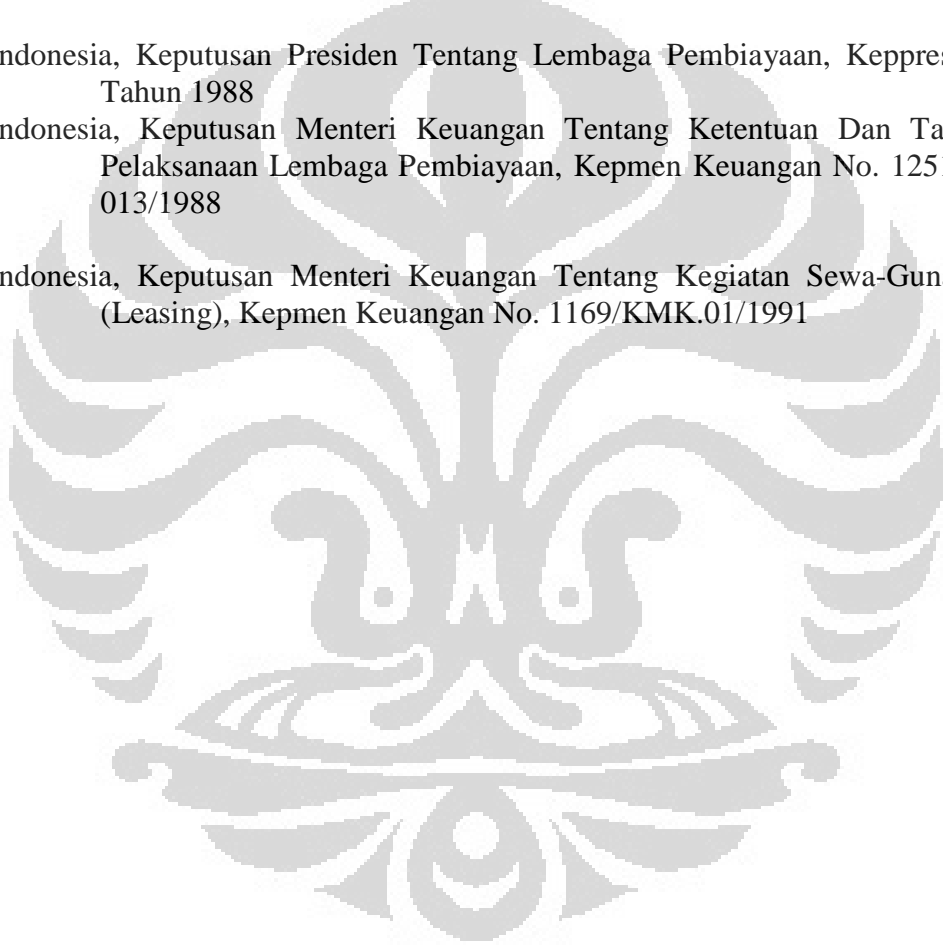 ndonesia, Keputusan Presiden Tentang Lembaga Pembiayaan, Keppres
Tahun 1988
ndonesia, Keputusan Menteri Keuangan Tentang Ketentuan Dan Ta
Pelaksanaan Lembaga Pembiayaan, Kepmen Keuangan No. 1251
013/1988
ndonesia, Keputusan Menteri Keuangan Tentang Kegiatan Sewa-Gun
(Leasing), Kepmen Keuangan No. 1169/KMK.01/1991